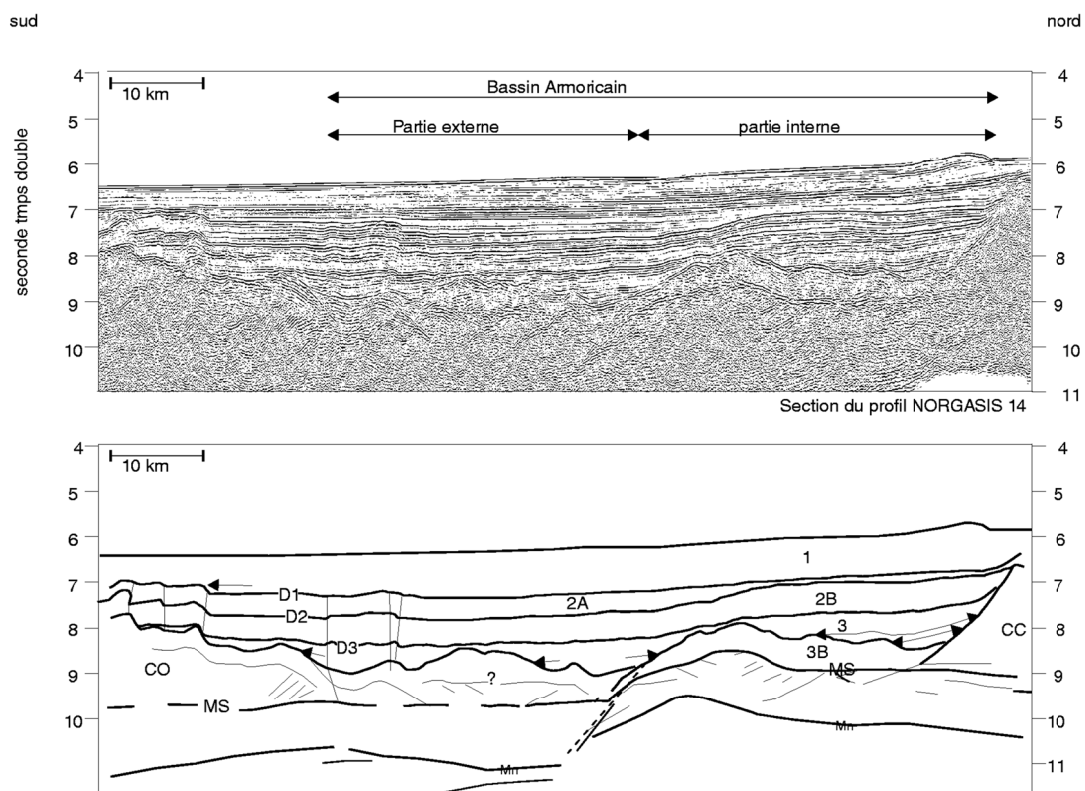 sud
nord
4
4
10 km
Bassin Armoricain
5
5
Partie externe
partie interne
6
6
seconde tmps double
7
7
8
8
9
9
10
10
11
Section du profil NORGASIS 14
4
4
10 km
5
5
6
6
1
7
7
D1
2A
2B
D2
3
8
8
CC
D3
3B
CO
MS
9
9
?
MS
10
10
Mn
11
Mn